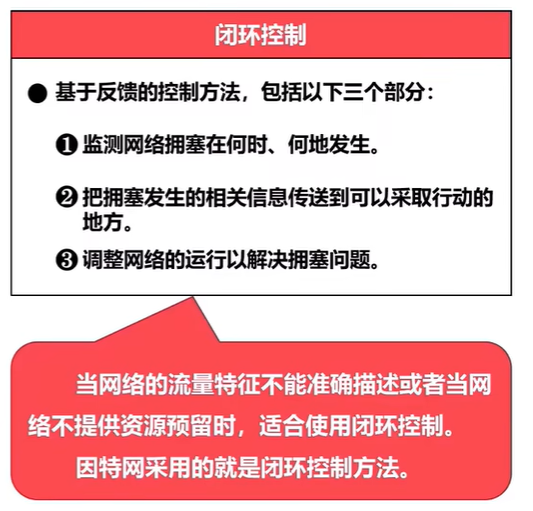 闭环控制
● 基于反馈的控制方法，包括以下三个部分：
❶ 监测网络拥塞在何时、何地发生。
❷ 把拥塞发生的相关信息传送到可以采取行动的
地方。
❸ 调整网络的运行以解决拥塞问题。
当网络的流量特征不能准确描述或者当网
络不提供资源预留时，适合使用闭环控制。
因特网采用的就是闭环控制方法。